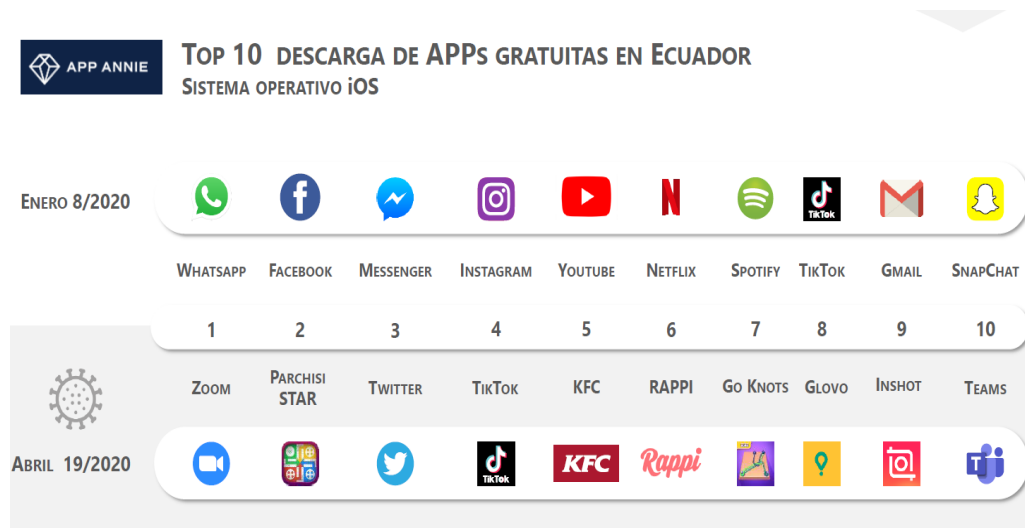 APP ANNIE
TOP 10 DESCARGA DE APPS GRATUITAS EN ECUADOR
SISTEMA OPERATIVO IOS
ENERO 8/2020
TikTok
WHATSAPP FACEBOOK MESSENGER INSTAGRAM YOUTUBE NETFLIX SPOTIFY TIKTOK GMAIL SNAPCHAT
1 2 3 4 5 6 7 8 9 10
ZOOM PARCHISI STAR TWITTER TIKTOK KFC RAPPI GO KNOTS GLOVO INSHOT TEAMS
ABRIL 19/2020
TikTok KFC Rappi T